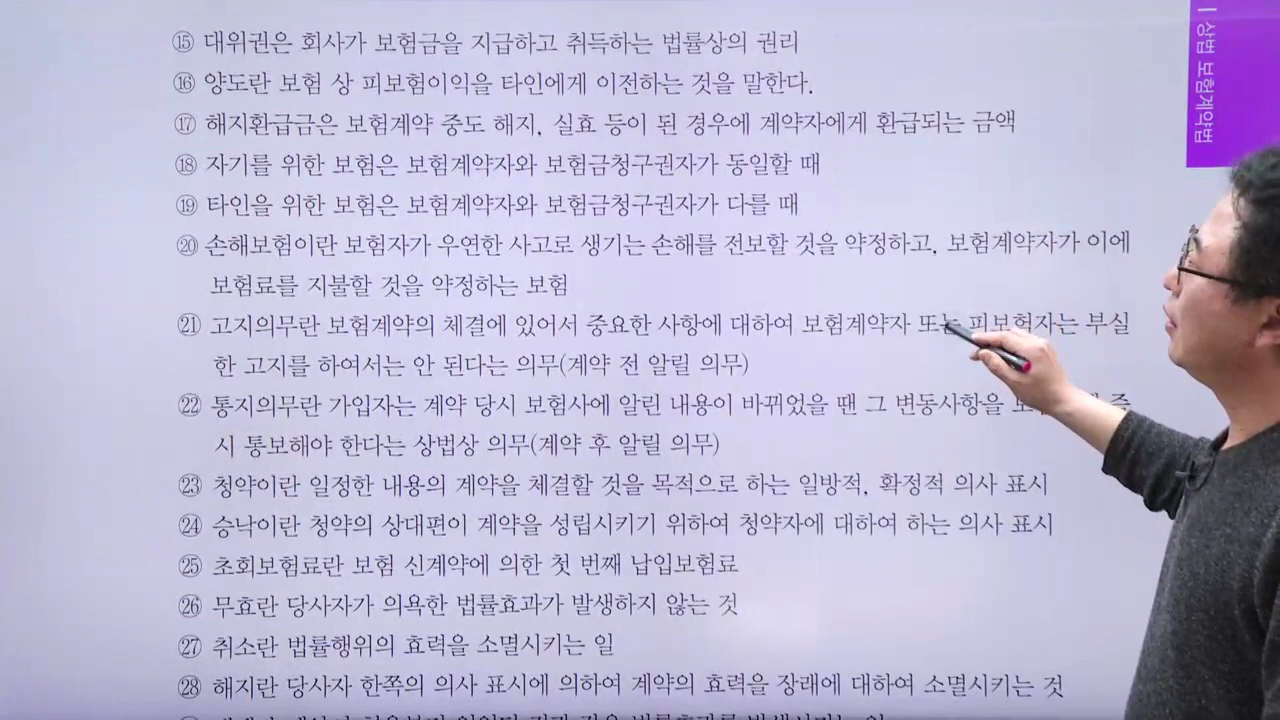 ⑮ 대위권은 회사가 보험금을 지급하고 취득하는 법률상의 권리
⑯ 양도란 보험 상 피보험이익을 타인에게 이전하는 것을 말한다.
⑰ 해지환급금은 보험계약 중도 해지, 실효 등이 된 경우에 계약자에게 환급되는 금액
⑱ 자기를 위한 보험은 보험계약자와 보험금청구권자가 동일할 때
⑲ 타인을 위한 보험은 보험계약자와 보험금청구권자가 다를 때
⑳ 손해보험이란 보험자가 우연한 사고로 생기는 손해를 전보할 것을 약정하고, 보험계약자가 이에
보험료를 지불할 것을 약정하는 보험
㉑ 고지의무란 보험계약의 체결에 있어서 중요한 사항에 대하여 보험계약자 또는 피보험자는 부실
한 고지를 하여서는 안 된다는 의무(계약 전 알릴 의무)
㉒ 통지의무란 가입자는 계약 당시 보험사에 알린 내용이 바뀌었을 땐 그 변동사항을 즉
시 통보해야 한다는 상법상 의무(계약 후 알릴 의무)
㉓ 청약이란 일정한 내용의 계약을 체결할 것을 목적으로 하는 일방적, 확정적 의사 표시
㉔ 승낙이란 청약의 상대편이 계약을 성립시키기 위하여 청약자에 대하여 하는 의사 표시
㉕ 초회보험료란 보험 신계약에 의한 첫 번째 납입보험료
㉖ 무효란 당사자가 의욕한 법률효과가 발생하지 않는 것
㉗ 취소란 법률행위의 효력을 소멸시키는 일
㉘ 해지란 당사자 한쪽의 의사 표시에 의하여 계약의 효력을 장래에 대하여 소멸시키는 것
상법 보험계약법